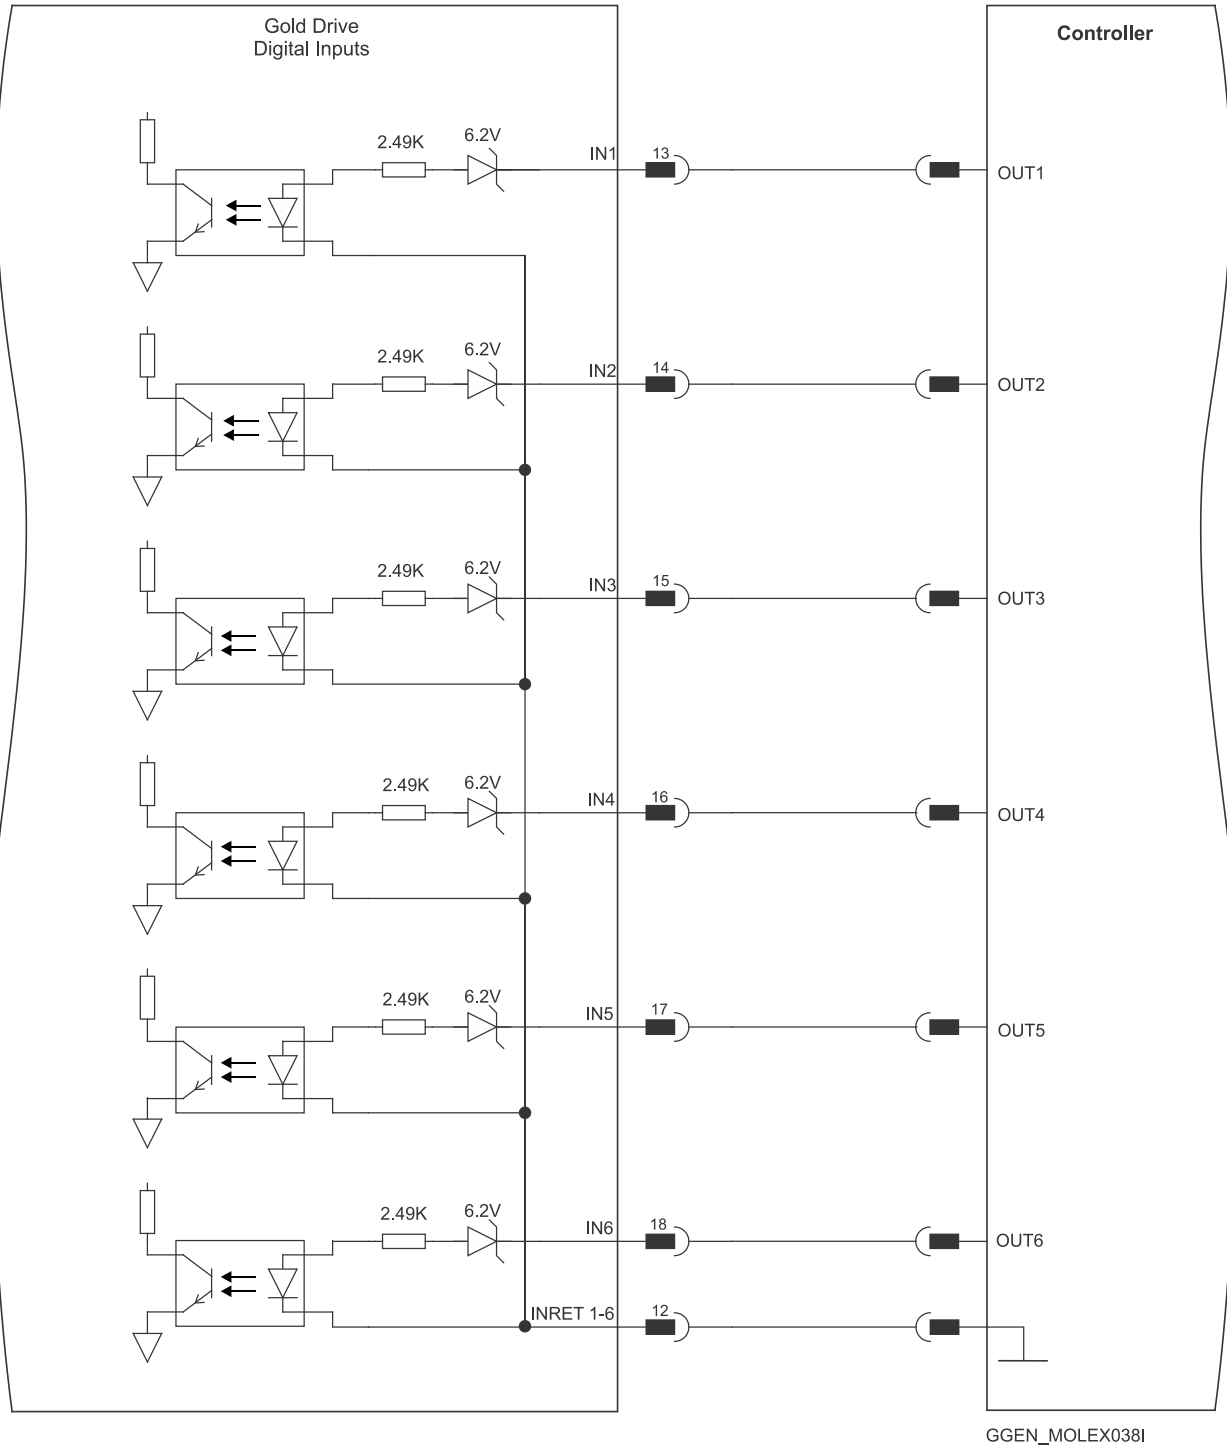 Gold Drive
Digital Inputs
Controller
2.49K
6.2V
IN1
13
OUT1
2.49K
6.2V
IN2
14
OUT2
2.49K
6.2V
IN3
15
OUT3
2.49K
6.2V
IN4
16
OUT4
2.49K
6.2V
IN5
17
OUT5
2.49K
6.2V
IN6
18
OUT6
INRET 1-6
12
GGEN_MOLEX038I